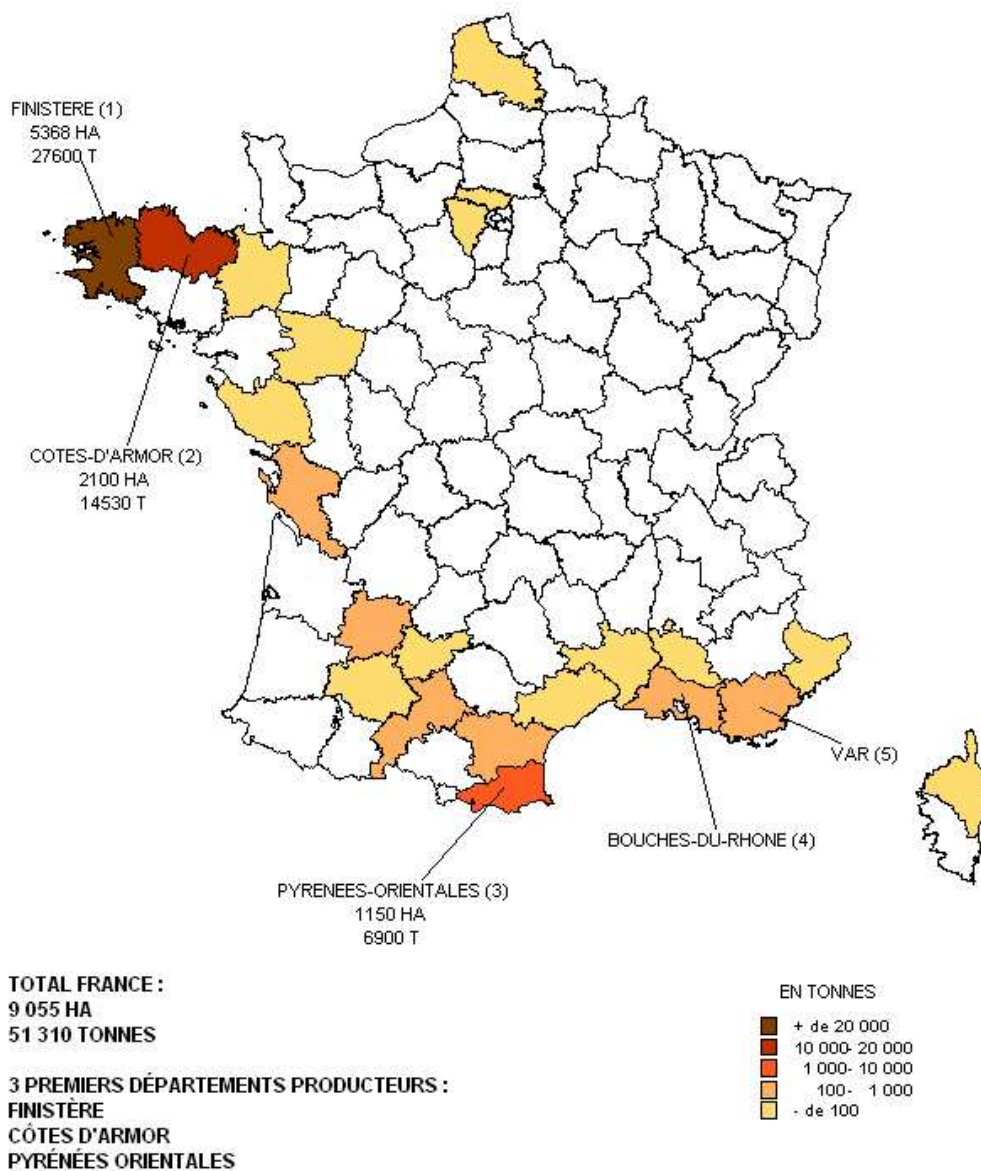 FINISTERE (1)
5368 HA
27600 T
COTES-D'ARMOR (2)
2100 HA
14530 T
VAR (5)
BOUCHES-DU-RHONE (4)
PYRENEES-ORIENTALES (3)
1150 HA
6900 T
TOTAL FRANCE :
9 055 HA
51 310 TONNES
3 PREMIERS DÉPARTEMENTS PRODUCTEURS :
FINISTÈRE
CÔTES D'ARMOR
PYRÉNÉES ORIENTALES
EN TONNES
+ de 20 000
10 000- 20 000
1 000- 10 000
100- 1 000
- de 100